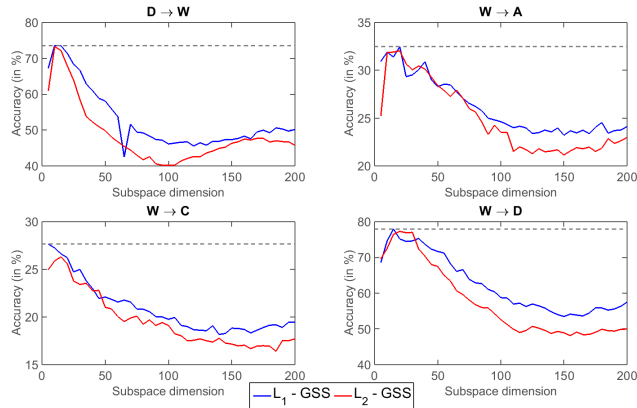 D → W
W → A
80
70
60
50
40
Accuracy (in %)
0 50 100 150 200
Subspace dimension
35
30
25
20
Accuracy (in %)
0 50 100 150 200
Subspace dimension
W → C
W → D
30
25
20
15
Accuracy (in %)
0 50 100 150 200
Subspace dimension
80
70
60
50
40
Accuracy (in %)
0 50 100 150 200
Subspace dimension
L₁ - GSS L₂ - GSS